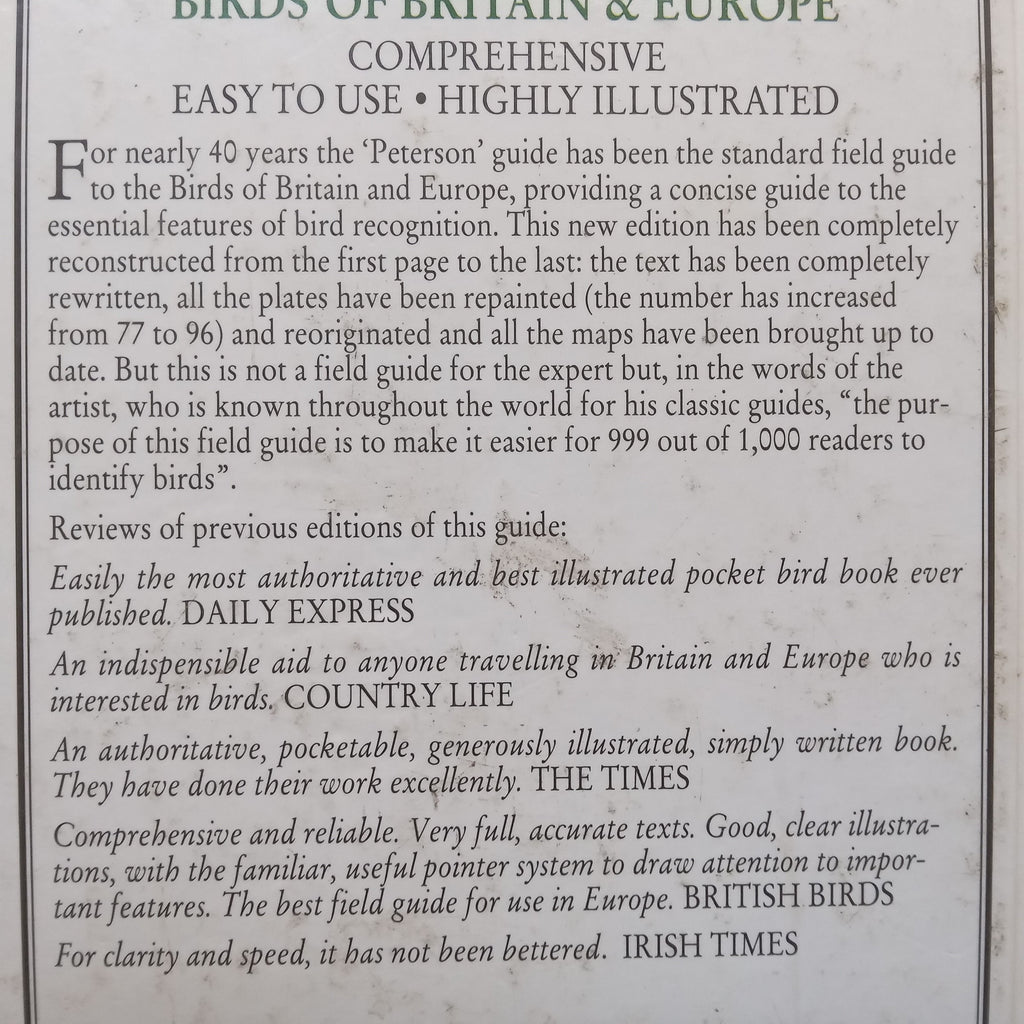 BIRDS OF BRITAIN & EUROPE
COMPREHENSIVE
EASY TO USE • HIGHLY ILLUSTRATED
For nearly 40 years the ‘Peterson’ guide has been the standard field guide
to the Birds of Britain and Europe, providing a concise guide to the
essential features of bird recognition. This new edition has been completely
reconstructed from the first page to the last: the text has been completely
rewritten, all the plates have been repainted (the number has increased
from 77 to 96) and reoriginated and all the maps have been brought up to
date. But this is not a field guide for the expert but, in the words of the
artist, who is known throughout the world for his classic guides, “the pur-
pose of this field guide is to make it easier for 999 out of 1,000 readers to
identify birds”.
Reviews of previous editions of this guide:
Easily the most authoritative and best illustrated pocket bird book ever
published. DAILY EXPRESS
An indispensible aid to anyone travelling in Britain and Europe who is
interested in birds. COUNTRY LIFE
An authoritative, pocketable, generously illustrated, simply written book.
They have done their work excellently. THE TIMES
Comprehensive and reliable. Very full, accurate texts. Good, clear illustra-
tions, with the familiar, useful pointer system to draw attention to impor-
tant features. The best field guide for use in Europe. BRITISH BIRDS
For clarity and speed, it has not been bettered. IRISH TIMES